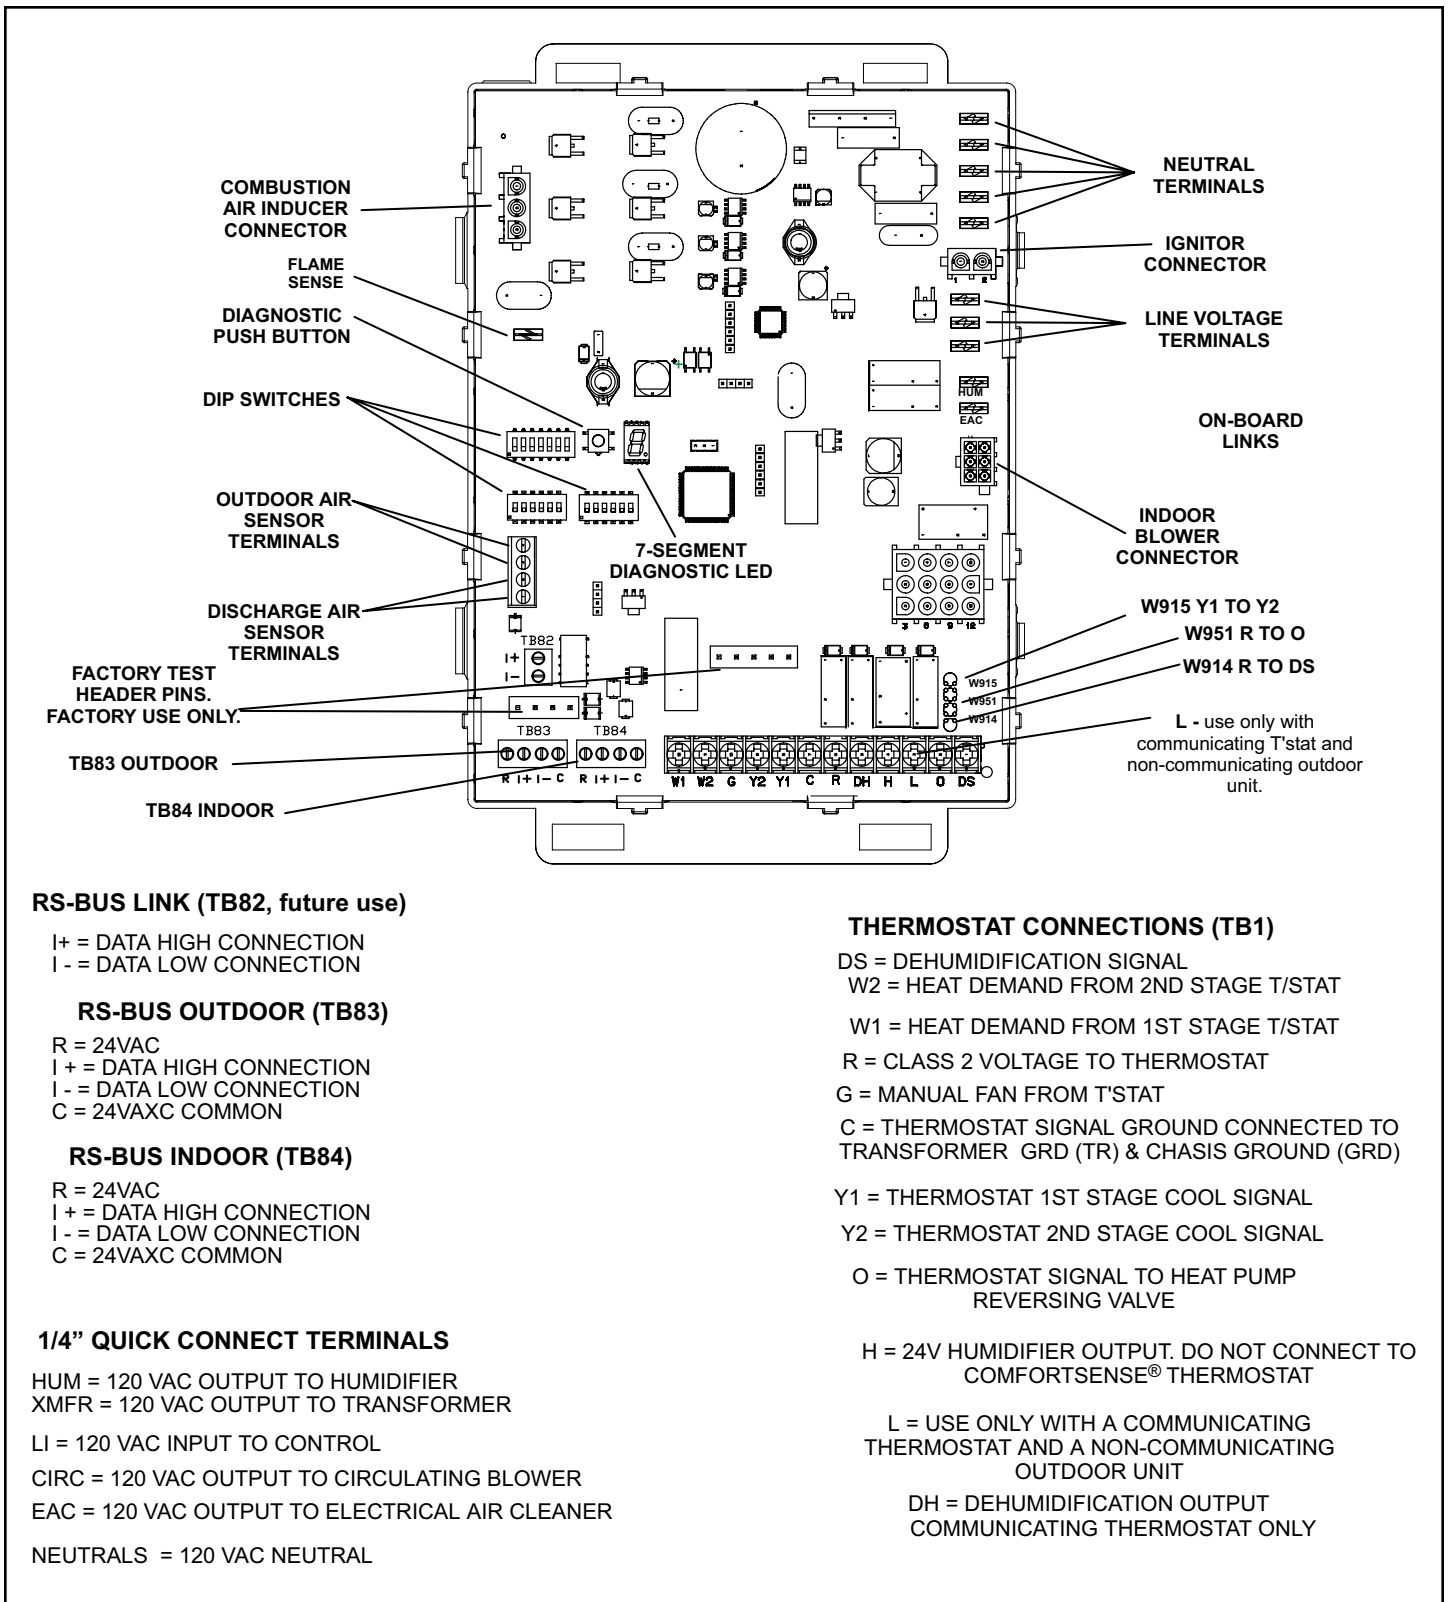 COMBUSTION
AIR INDUCER
CONNECTOR
FLAME
SENSE
DIAGNOSTIC
PUSH BUTTON
DIP SWITCHES
OUTDOOR AIR
SENSOR
TERMINALS
DISCHARGE AIR
SENSOR
TERMINALS
FACTORY TEST
HEADER PINS.
FACTORY USE ONLY.
TB83 OUTDOOR
TB84 INDOOR
7-SEGMENT
DIAGNOSTIC LED
TB82
I+
I-
TB83
TB84
R I+ I- C
R I+ I- C
W1 W2 G Y2 Y1 C R DH H L O DS
1 2
HUM
EAC
3 6 9 12
W915
W951
W914
NEUTRAL
TERMINALS
IGNITOR
CONNECTOR
LINE VOLTAGE
TERMINALS
ON-BOARD
LINKS
INDOOR
BLOWER
CONNECTOR
W915 Y1 TO Y2
W951 R TO O
W914 R TO DS
L - use only with
communicating T'stat and
non-communicating outdoor
unit.
RS-BUS LINK (TB82, future use)
I+ = DATA HIGH CONNECTION
I - = DATA LOW CONNECTION
RS-BUS OUTDOOR (TB83)
R = 24VAC
I + = DATA HIGH CONNECTION
I - = DATA LOW CONNECTION
C = 24VAXC COMMON
RS-BUS INDOOR (TB84)
R = 24VAC
I + = DATA HIGH CONNECTION
I - = DATA LOW CONNECTION
C = 24VAXC COMMON
1/4” QUICK CONNECT TERMINALS
HUM = 120 VAC OUTPUT TO HUMIDIFIER
XMFR = 120 VAC OUTPUT TO TRANSFORMER
LI = 120 VAC INPUT TO CONTROL
CIRC = 120 VAC OUTPUT TO CIRCULATING BLOWER
EAC = 120 VAC OUTPUT TO ELECTRICAL AIR CLEANER
NEUTRALS = 120 VAC NEUTRAL
THERMOSTAT CONNECTIONS (TB1)
DS = DEHUMIDIFICATION SIGNAL
W2 = HEAT DEMAND FROM 2ND STAGE T/STAT
W1 = HEAT DEMAND FROM 1ST STAGE T/STAT
R = CLASS 2 VOLTAGE TO THERMOSTAT
G = MANUAL FAN FROM T'STAT
C = THERMOSTAT SIGNAL GROUND CONNECTED TO
TRANSFORMER GRD (TR) & CHASIS GROUND (GRD)
Y1 = THERMOSTAT 1ST STAGE COOL SIGNAL
Y2 = THERMOSTAT 2ND STAGE COOL SIGNAL
O = THERMOSTAT SIGNAL TO HEAT PUMP
REVERSING VALVE
H = 24V HUMIDIFIER OUTPUT. DO NOT CONNECT TO
COMFORTSENSE® THERMOSTAT
L = USE ONLY WITH A COMMUNICATING
THERMOSTAT AND A NON-COMMUNICATING
OUTDOOR UNIT
DH = DEHUMIDIFICATION OUTPUT
COMMUNICATING THERMOSTAT ONLY